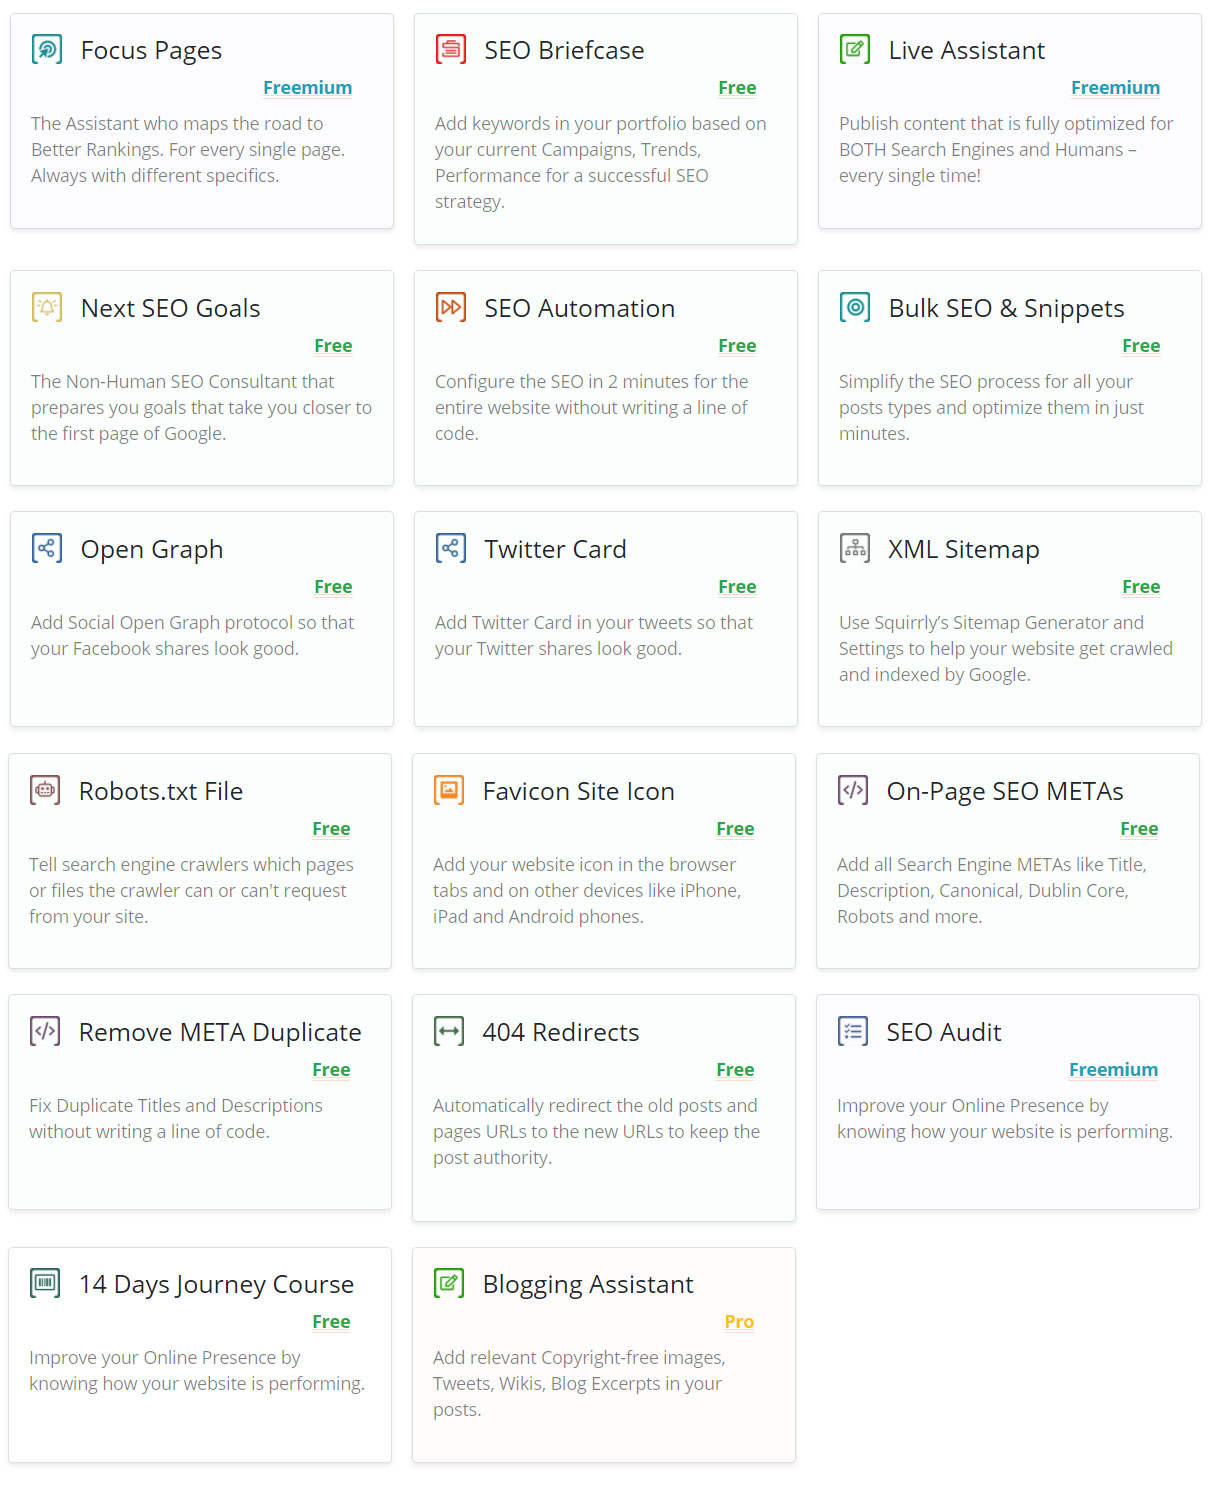 Focus Pages
Freemium
The Assistant who maps the road to
Better Rankings. For every single page.
Always with different specifics.
SEO Briefcase
Free
Add keywords in your portfolio based on
your current Campaigns, Trends,
Performance for a successful SEO
strategy.
Live Assistant
Freemium
Publish content that is fully optimized for
BOTH Search Engines and Humans –
every single time!
Next SEO Goals
Free
The Non-Human SEO Consultant that
prepares you goals that take you closer to
the first page of Google.
SEO Automation
Free
Configure the SEO in 2 minutes for the
entire website without writing a line of
code.
Bulk SEO & Snippets
Free
Simplify the SEO process for all your
posts types and optimize them in just
minutes.
Open Graph
Free
Add Social Open Graph protocol so that
your Facebook shares look good.
Twitter Card
Free
Add Twitter Card in your tweets so that
your Twitter shares look good.
XML Sitemap
Free
Use Squirrly’s Sitemap Generator and
Settings to help your website get crawled
and indexed by Google.
Robots.txt File
Free
Tell search engine crawlers which pages
or files the crawler can or can't request
from your site.
Favicon Site Icon
Free
Add your website icon in the browser
tabs and on other devices like iPhone,
iPad and Android phones.
On-Page SEO METAs
Free
Add all Search Engine METAs like Title,
Description, Canonical, Dublin Core,
Robots and more.
Remove META Duplicate
Free
Fix Duplicate Titles and Descriptions
without writing a line of code.
404 Redirects
Free
Automatically redirect the old posts and
pages URLs to the new URLs to keep the
post authority.
SEO Audit
Freemium
Improve your Online Presence by
knowing how your website is performing.
14 Days Journey Course
Free
Improve your Online Presence by
knowing how your website is performing.
Blogging Assistant
Pro
Add relevant Copyright-free images,
Tweets, Wikis, Blog Excerpts in your
posts.